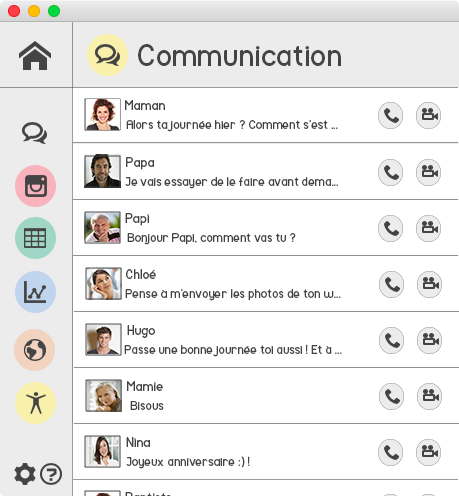 Communication
Maman
Alors ta journée hier ? Comment s'est ...
Papa
Je vais essayer de le faire avant dema...
Papi
Bonjour Papi, comment vas tu ?
Chloé
Pense à m'envoyer les photos de ton w...
Hugo
Passe une bonne journée toi aussi ! Et à ...
Mamie
Bisous
Nina
Joyeux anniversaire :) !